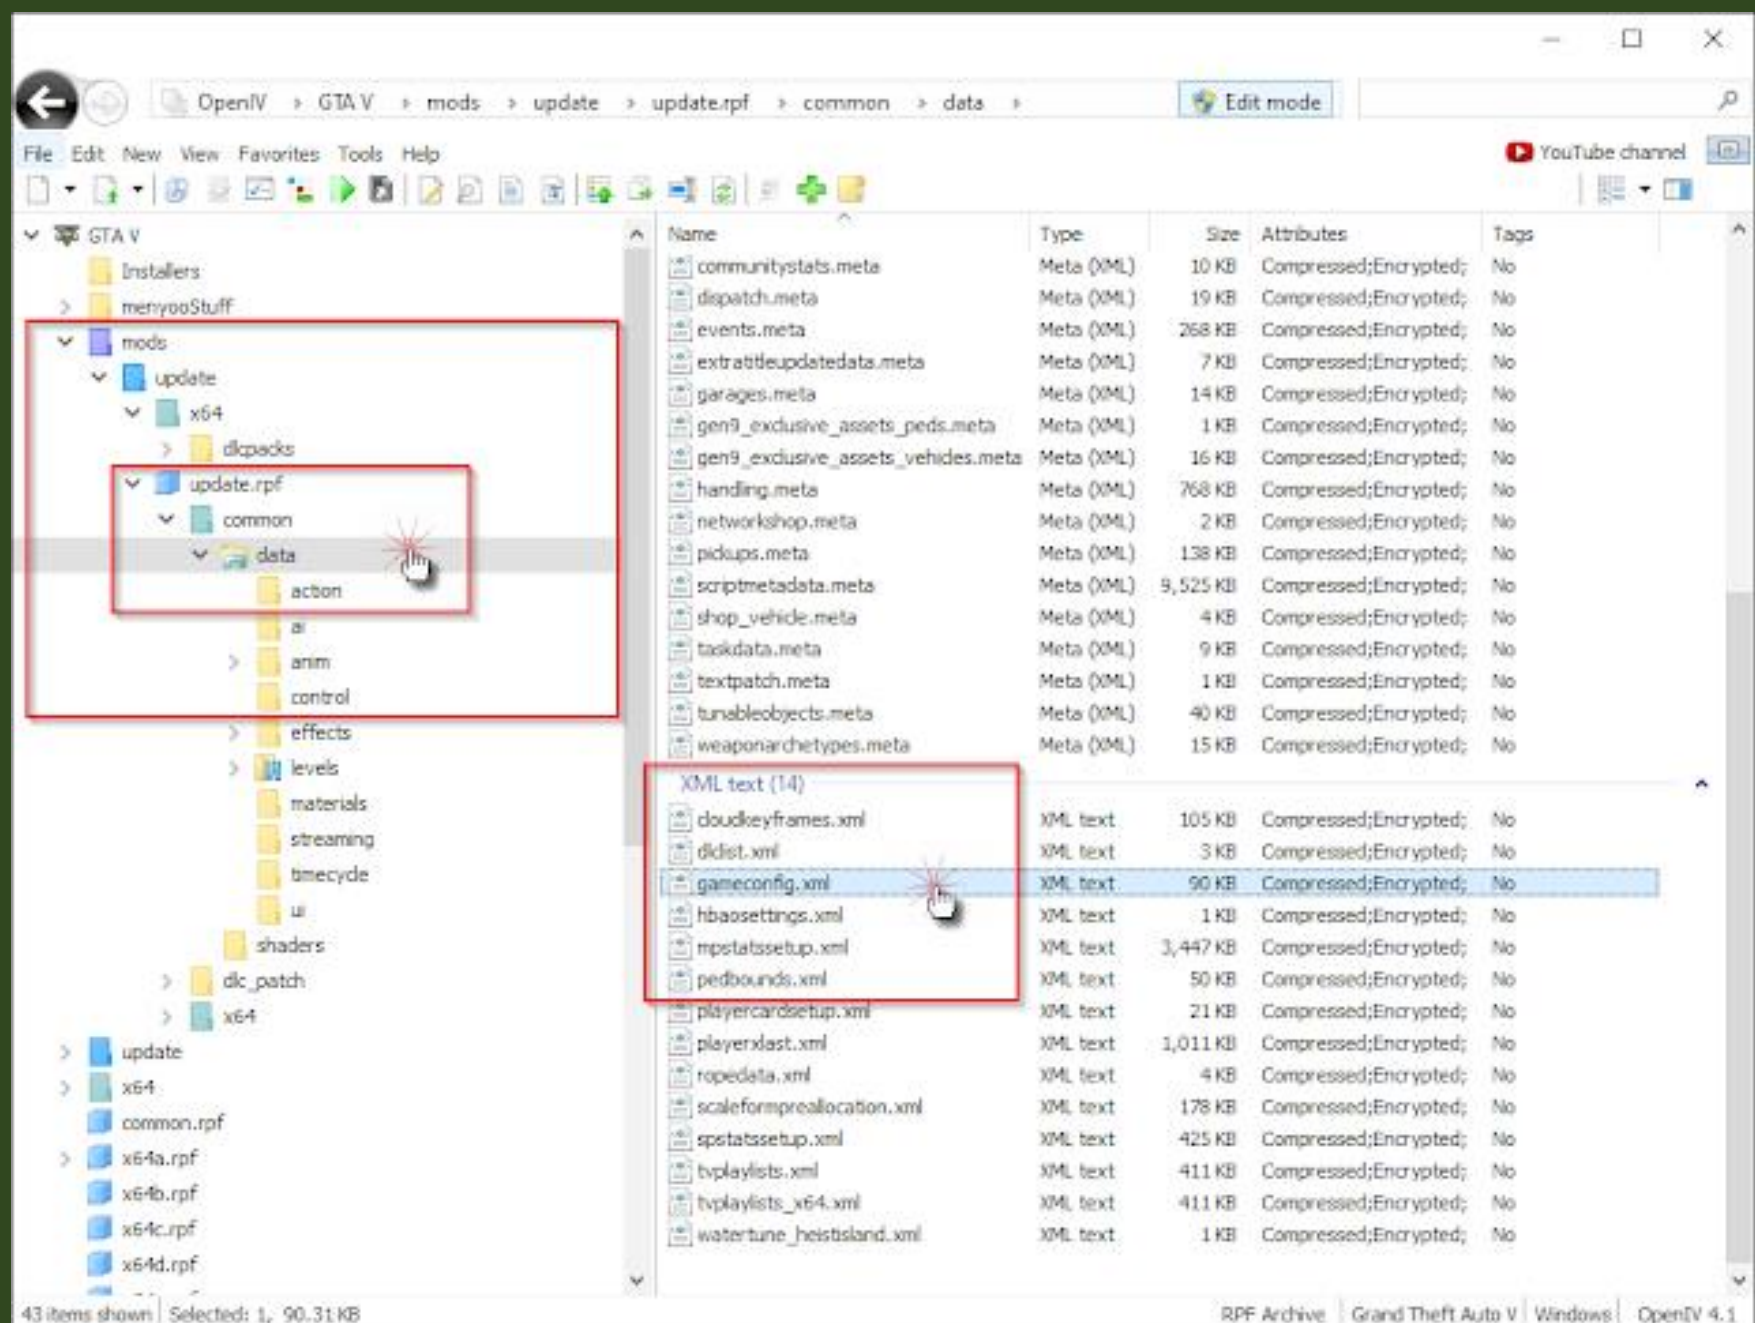 OpenIV › GTA V › mods › update › update.rpf › common › data ›
Edit mode
File Edit New View Favorites Tools Help
YouTube channel
GTA V
Installers
menyooStuff
mods
update
x64
dlcpacks
update.rpf
common
data
action
ai
anim
control
effects
levels
materials
streaming
timecycle
ui
shaders
dlc_patch
x64
update
x64
common.rpf
x64a.rpf
x64b.rpf
x64c.rpf
x64d.rpf
Name Type Size Attributes Tags
communitystats.meta Meta (XML) 10 KB Compressed;Encrypted; No
dispatch.meta Meta (XML) 19 KB Compressed;Encrypted; No
events.meta Meta (XML) 268 KB Compressed;Encrypted; No
extratitleupdatedata.meta Meta (XML) 7 KB Compressed;Encrypted; No
garages.meta Meta (XML) 14 KB Compressed;Encrypted; No
gen9_exclusive_assets_peds.meta Meta (XML) 1 KB Compressed;Encrypted; No
gen9_exclusive_assets_vehicles.meta Meta (XML) 16 KB Compressed;Encrypted; No
handling.meta Meta (XML) 768 KB Compressed;Encrypted; No
networkshop.meta Meta (XML) 2 KB Compressed;Encrypted; No
pickups.meta Meta (XML) 138 KB Compressed;Encrypted; No
scriptmetadata.meta Meta (XML) 9,525 KB Compressed;Encrypted; No
shop_vehicle.meta Meta (XML) 4 KB Compressed;Encrypted; No
taskdata.meta Meta (XML) 9 KB Compressed;Encrypted; No
textpatch.meta Meta (XML) 1 KB Compressed;Encrypted; No
tunableobjects.meta Meta (XML) 40 KB Compressed;Encrypted; No
weaponarchetypes.meta Meta (XML) 15 KB Compressed;Encrypted; No
XML text (14)
cloudkeyframes.xml XML text 105 KB Compressed;Encrypted; No
dlclist.xml XML text 3 KB Compressed;Encrypted; No
gameconfig.xml XML text 90 KB Compressed;Encrypted; No
hbaosettings.xml XML text 1 KB Compressed;Encrypted; No
mpstatssetup.xml XML text 3,447 KB Compressed;Encrypted; No
pedbounds.xml XML text 50 KB Compressed;Encrypted; No
playercardsetup.xml XML text 21 KB Compressed;Encrypted; No
playerxlast.xml XML text 1,011 KB Compressed;Encrypted; No
ropedata.xml XML text 4 KB Compressed;Encrypted; No
scaleformpreallocation.xml XML text 178 KB Compressed;Encrypted; No
spstatssetup.xml XML text 425 KB Compressed;Encrypted; No
tvplaylists.xml XML text 411 KB Compressed;Encrypted; No
tvplaylists_x64.xml XML text 411 KB Compressed;Encrypted; No
watertune_heistisland.xml XML text 1 KB Compressed;Encrypted; No
43 items shown Selected: 1, 90.31 KB RPF Archive Grand Theft Auto V Windows OpenIV 4.1